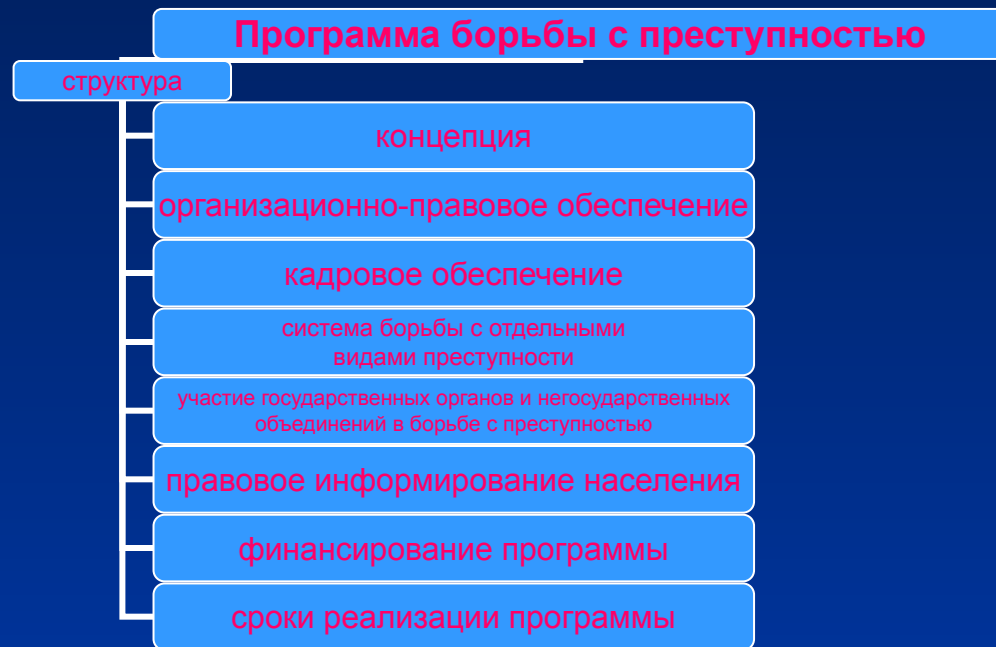 Программа борьбы с преступностью
структура
концепция
организационно-правовое обеспечение
кадровое обеспечение
система борьбы с отдельными
видами преступности
участие государственных органов и негосударственных
объединений в борьбе с преступностью
правовое информирование населения
финансирование программы
сроки реализации программы